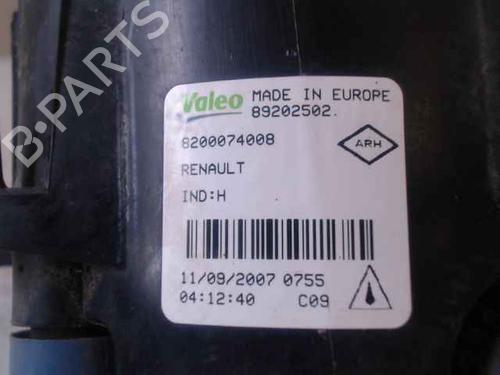 Valeo MADE IN EUROPE
89202502.
8200074008
ARH
RENAULT
IND:H
11/09/2007 0755
04:12:40 C09
B-PARTS